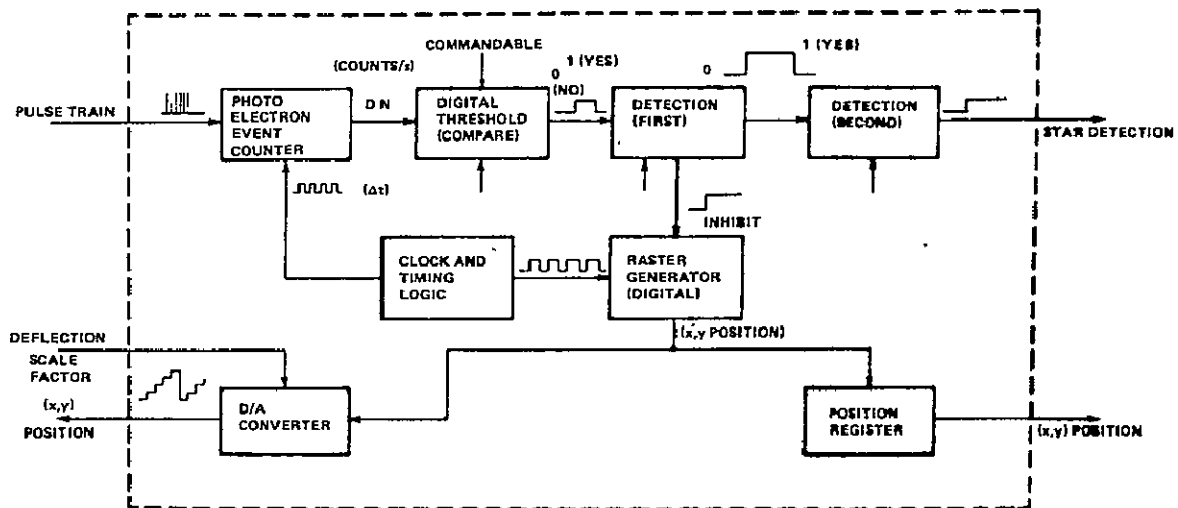 COMMANDABLE
(COUNTS/s)
1 (YES)
0
(NO)
0
1 (YES)
PULSE TRAIN
PHOTO
ELECTRON
EVENT
COUNTER
DN
DIGITAL
THRESHOLD
(COMPARE)
DETECTION
(FIRST)
DETECTION
(SECOND)
STAR DETECTION
(Δτ)
INHIBIT
CLOCK AND
TIMING
LOGIC
RASTER
GENERATOR
(DIGITAL)
(x,y POSITION)
DEFLECTION
SCALE
FACTOR
(x,y)
POSITION
D/A
CONVERTER
POSITION
REGISTER
(x,y) POSITION